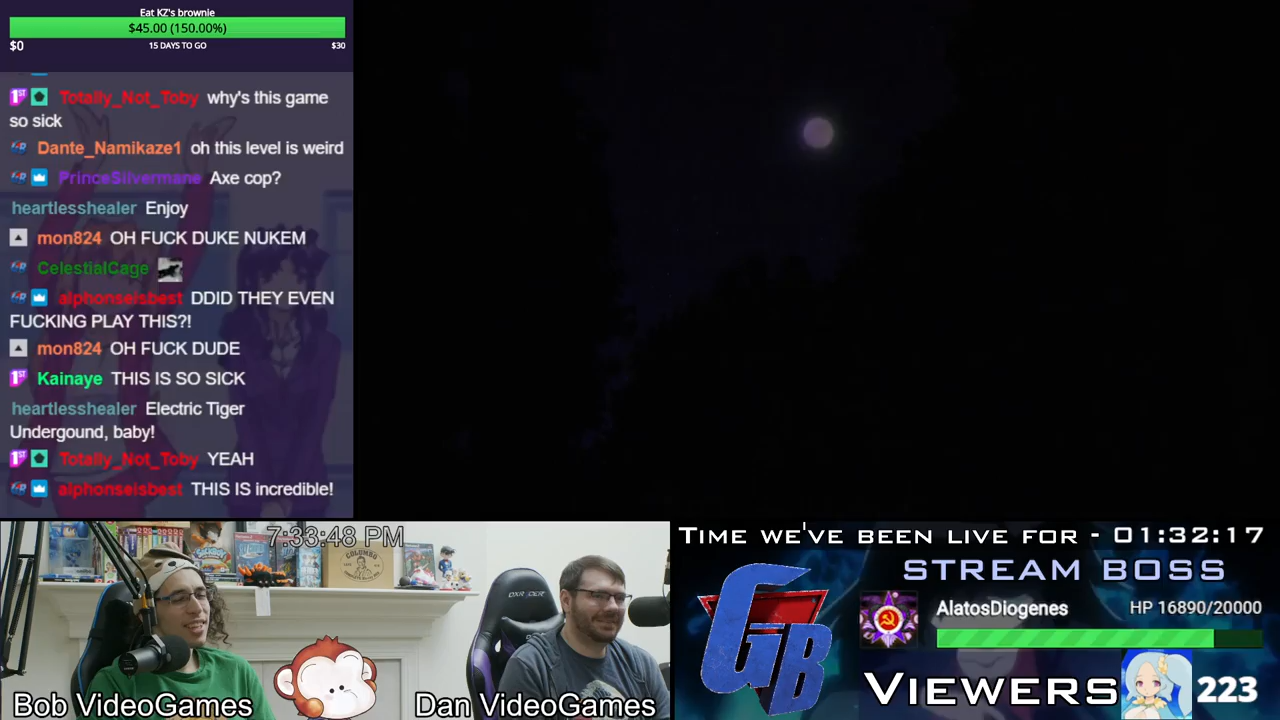 Eat KZ's brownie
$45.00 (150.00%)
$0 15 DAYS TO GO $30
Totally_Not_Toby why's this game
so sick
Dante_Namikaze1 oh this level is weird
PrinceSilvermane Axe cop?
heartlesshealer Enjoy
mon824 OH FUCK DUKE NUKEM
CelestialCage
alphonseisbest DDID THEY EVEN
FUCKING PLAY THIS?!
mon824 OH FUCK DUDE
Kainaye THIS IS SO SICK
heartlesshealer Electric Tiger
Undergound, baby!
Totally_Not_Toby YEAH
alphonseisbest THIS IS incredible!
7:33:48 PM
COLUMBO
Bob VideoGames
Dan VideoGames
Time we've been live for - 01:32:17
STREAM BOSS
AlatosDiogenes HP 16890/20000
GGB
Viewers 223